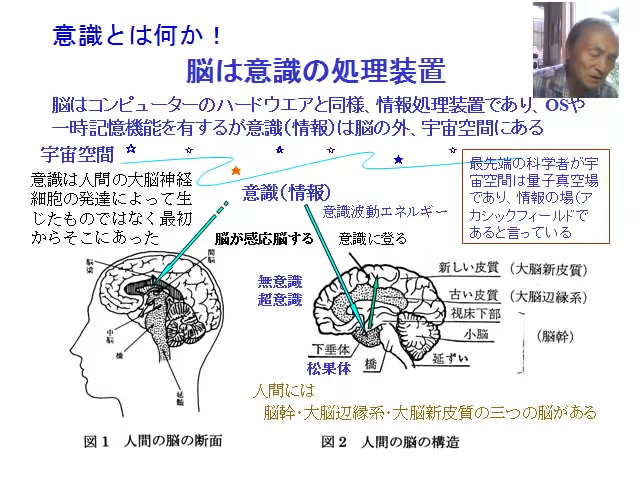 意識とは何か！
脳は意識の処理装置
脳はコンピューターのハードウエアと同様、情報処理装置であり、OSや
一時記憶機能を有するが意識（情報）は脳の外、宇宙空間にある
宇宙空間
意識は人間の大脳神経
細胞の発達によって生
じたものではなく最初
からそこにあった
意識（情報）
意識波動エネルギー
最先端の科学者が宇
宙空間は量子真空場
であり、情報の場（ア
カシックフィールドで
あると言っている
脳が感応脳する
意識に登る
無意識
超意識
脳梁
間脳
中脳
橋
延髄
新しい皮質
（大脳新皮質）
古い皮質
（大脳辺縁系）
視床下部
小脳
（脳幹）
延ずい
下垂体
橋
松果体
人間には
脳幹・大脳辺縁系・大脳新皮質の三つの脳がある
図１ 人間の脳の断面
図２ 人間の脳の構造